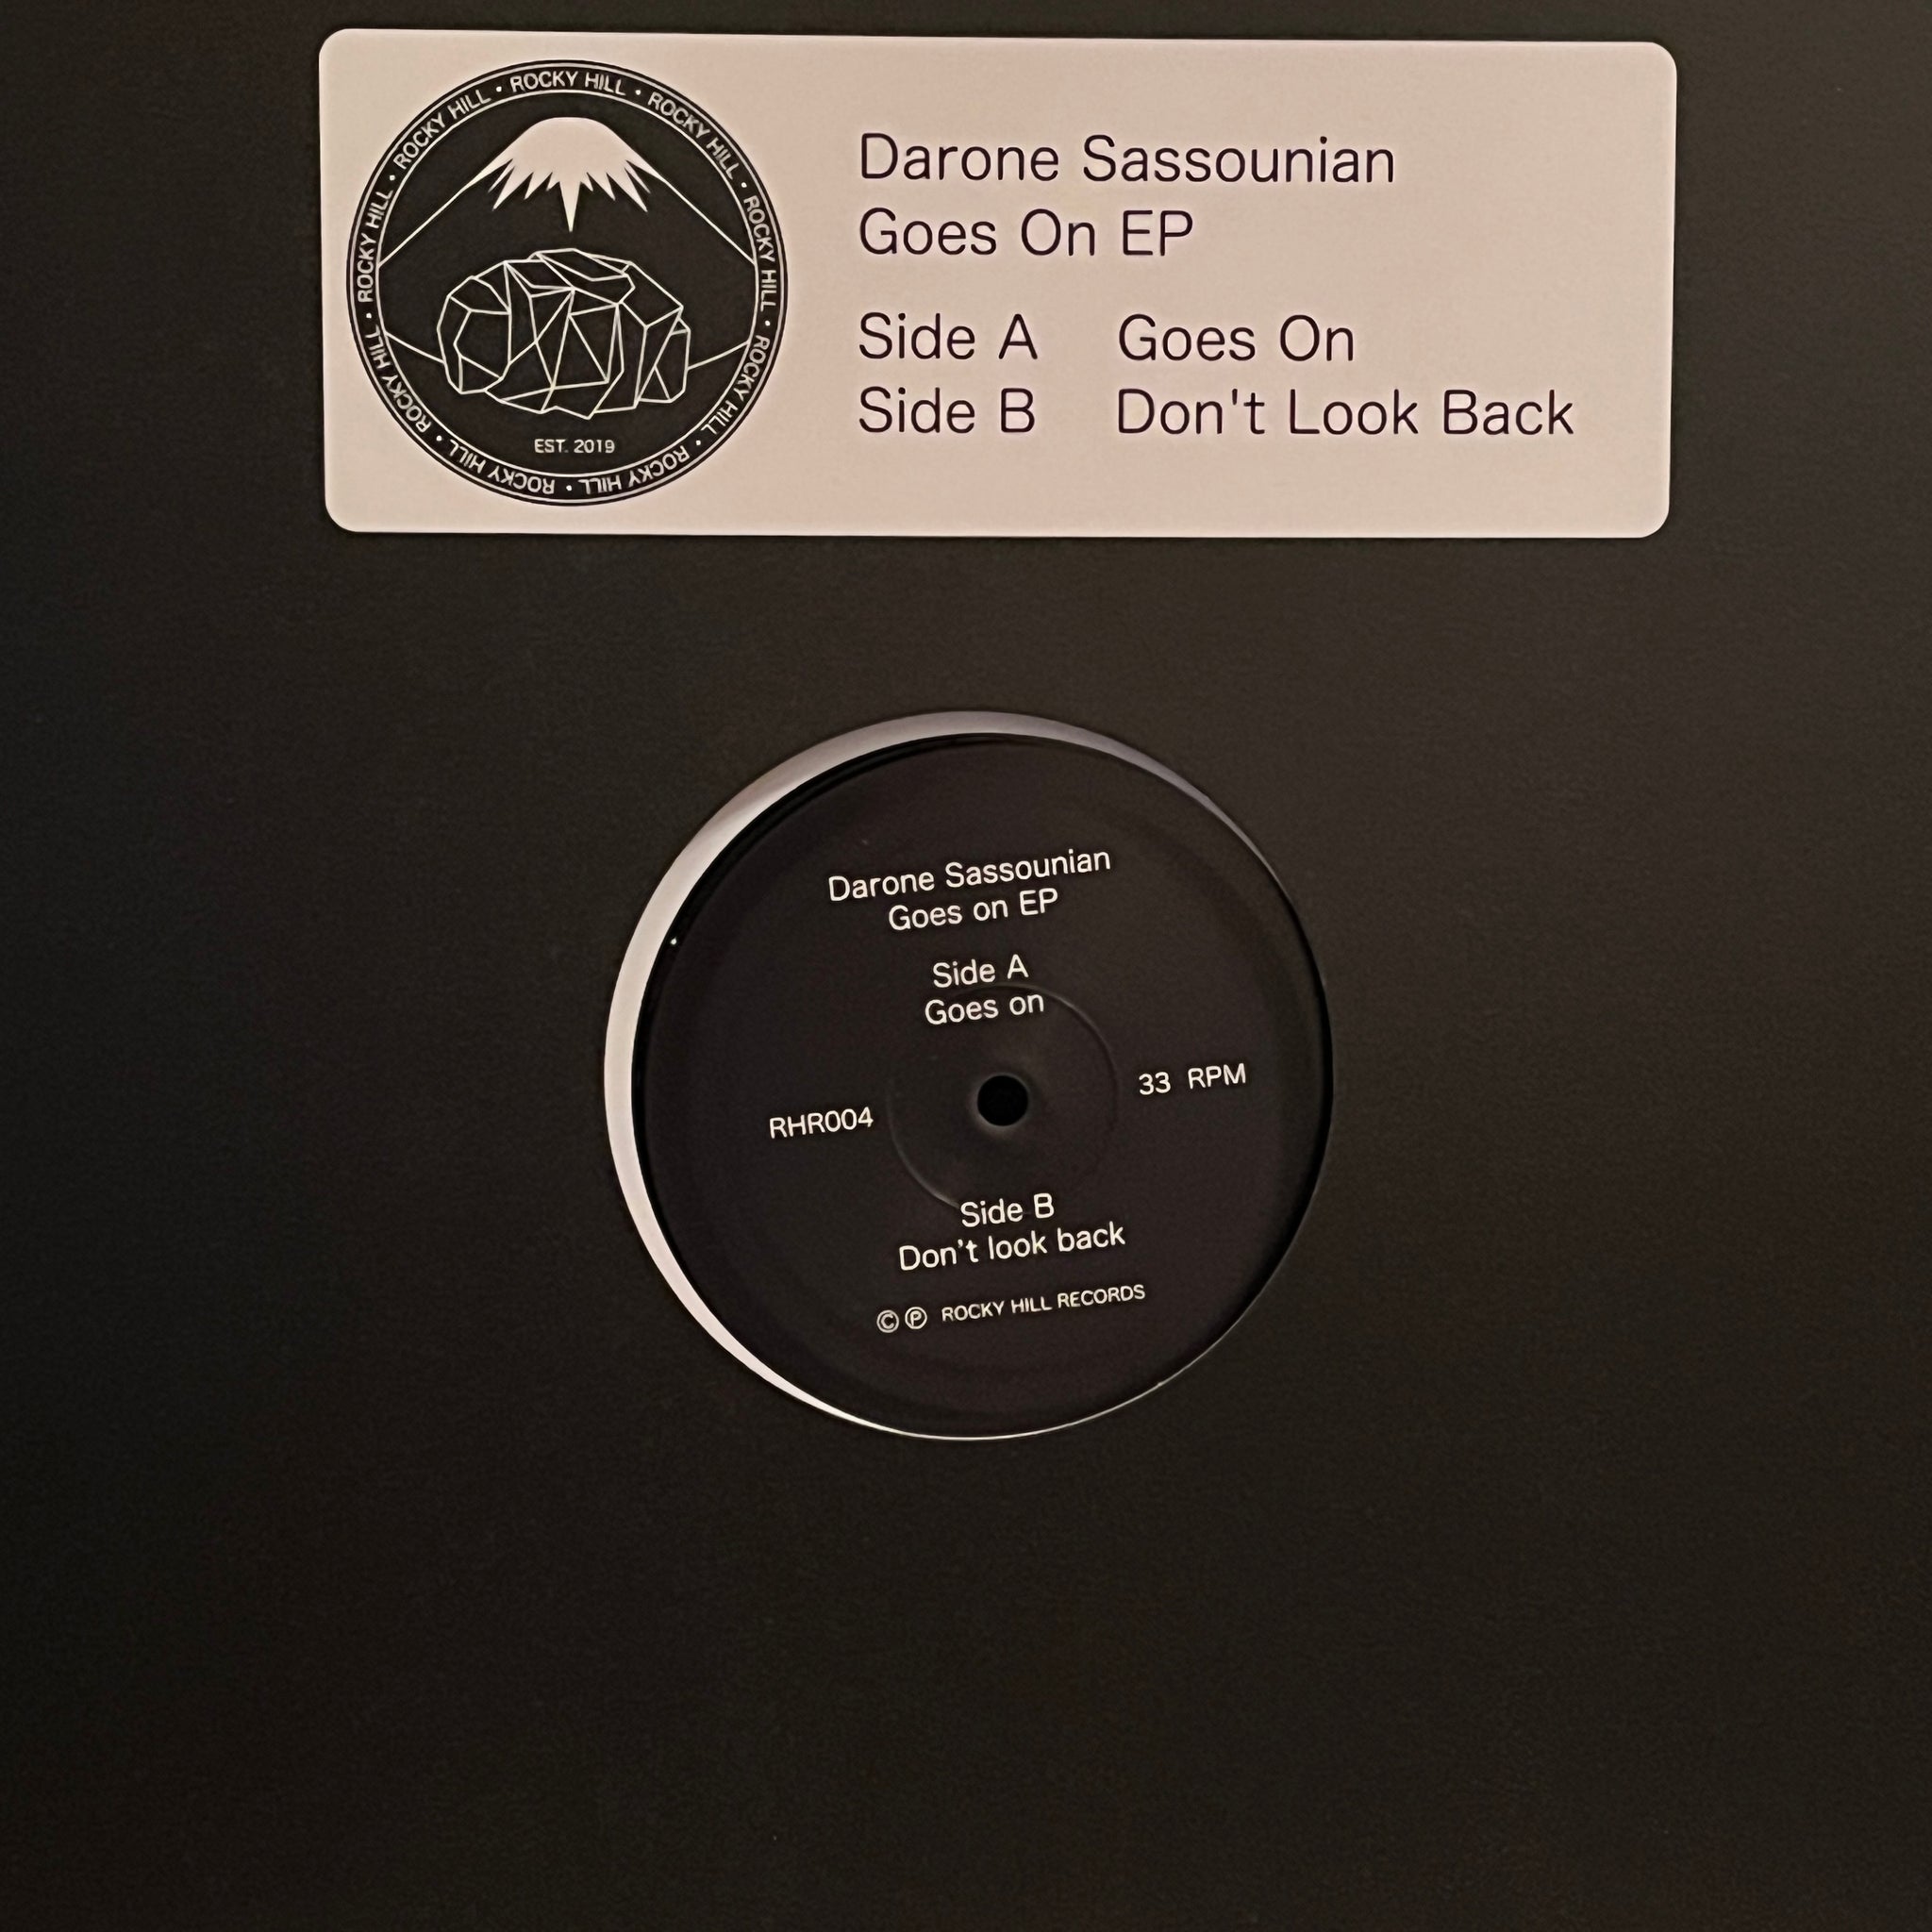 ROCKY HILL • ROCKY HILL • ROCKY HILL • ROCKY HILL • ROCKY HILL • ROCKY HILL • ROCKY HILL • ROCKY HILL • ROCKY HILL •
EST. 2019
Darone Sassounian
Goes On EP
Side A Goes On
Side B Don't Look Back
Darone Sassounian
Goes on EP
Side A
Goes on
RHR004 33 RPM
Side B
Don't look back
© ℗ ROCKY HILL RECORDS